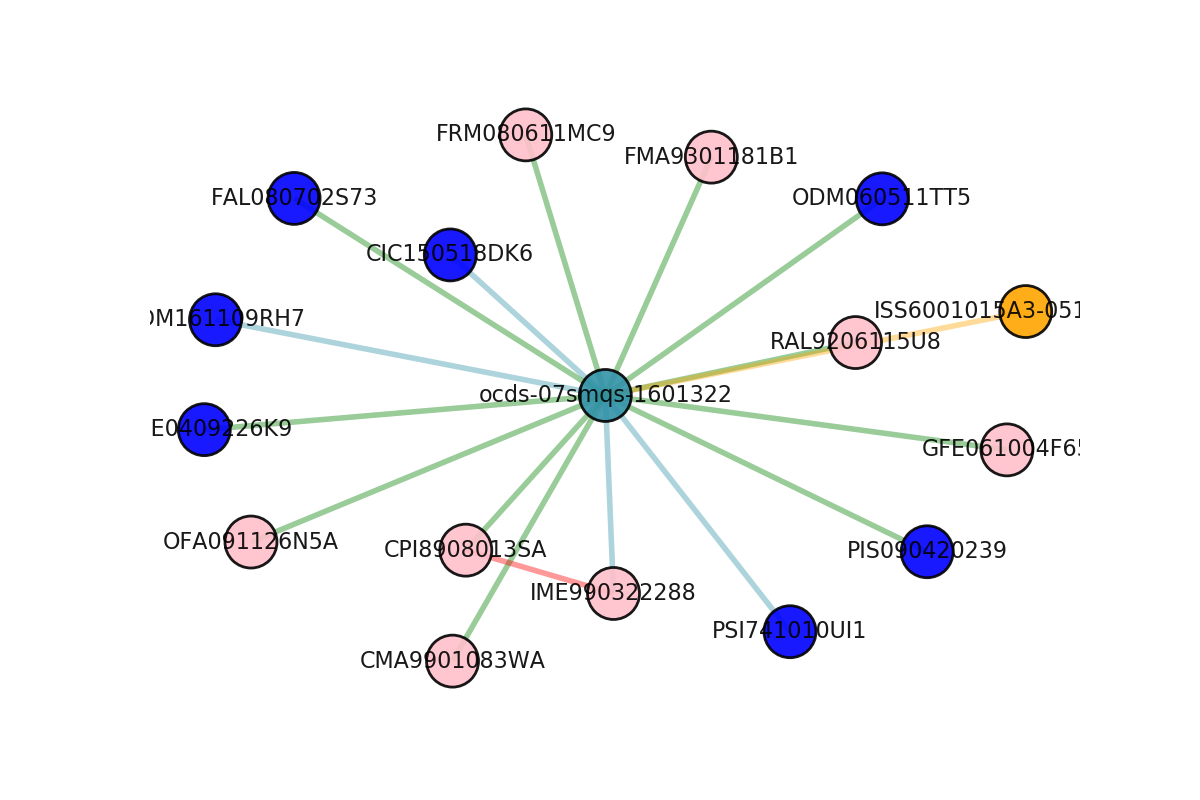 FRM080611MC9
FMA9301181B1
FAL080702S73
ODM060511TT5
CIC150518DK6
ISS6001015A3-051
DM161109RH7
RAL9206115U8
ocds-07smqs-1601322
E0409226K9
GFE061004F65
OFA091126N5A
CPI8908013SA
PIS090420239
IME990322288
PSI741010UI1
CMA9901083WA